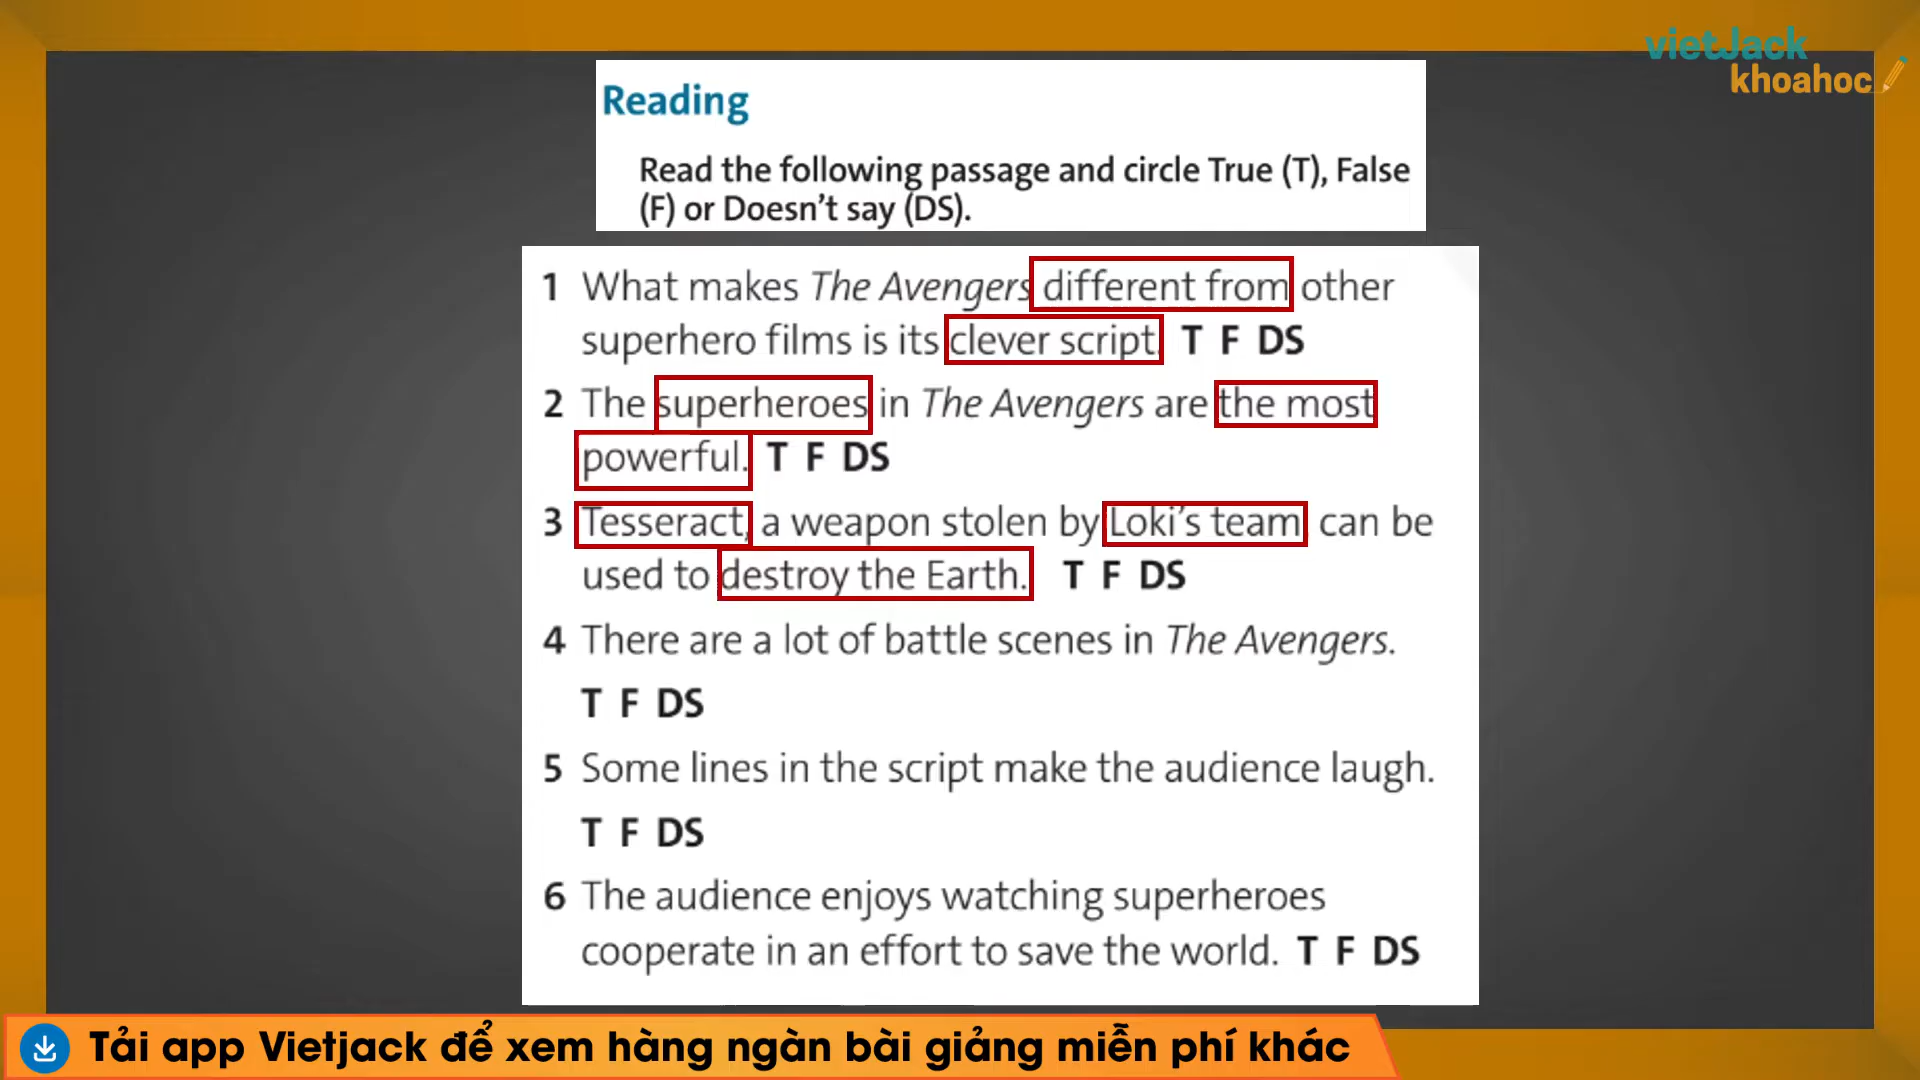 vietJack
khoahoc
Reading
Read the following passage and circle True (T), False
(F) or Doesn't say (DS).
1 What makes The Avengers different from other
superhero films is its clever script. T F DS
2 The superheroes in The Avengers are the most
powerful. T F DS
3 Tesseract, a weapon stolen by Loki's team can be
used to destroy the Earth. T F DS
4 There are a lot of battle scenes in The Avengers.
T F DS
5 Some lines in the script make the audience laugh.
T F DS
6 The audience enjoys watching superheroes
cooperate in an effort to save the world. T F DS
Tải app Vietjack để xem hàng ngàn bài giảng miễn phí khác